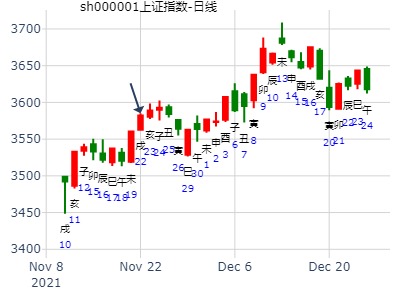 sh000001上证指数-日线
3700
3650
3600
3550
3500
3450
3400
戌 10
亥 11
子 12
卯 15
辰 16
巳 17
午 18
未 19
戌 22
亥 23
子 24
丑 25
寅 26
巳 29
午 30
未 1
申 2
酉 3
子 6
丑 7
寅 8
卯 9
辰 10
未 13
申 14
酉 15
戌 16
亥 17
寅 20
卯 21
辰 22
巳 23
午 24
Nov 8
2021
Nov 22
Dec 6
Dec 20